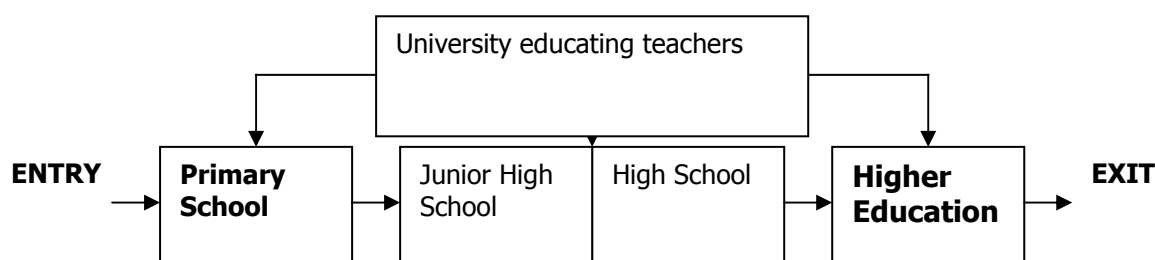 University educating teachers
ENTRY
Primary
School
Junior High
School
High School
Higher
Education
EXIT